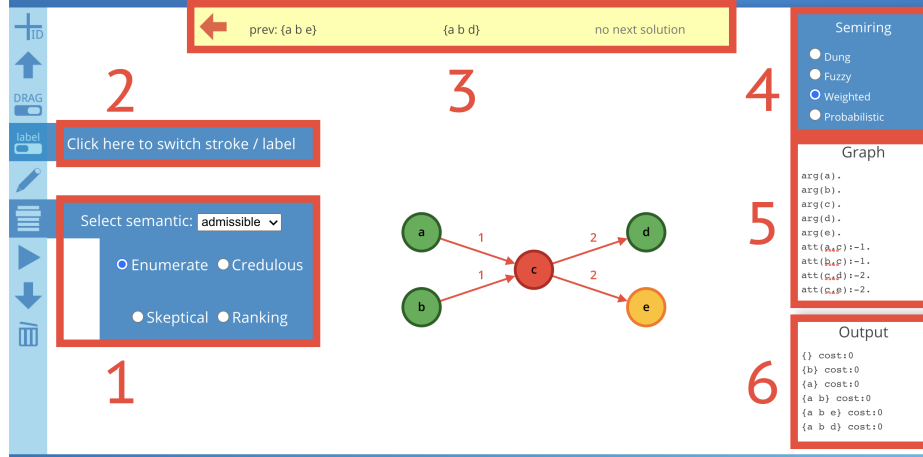 prev: {a b e} {a b d} no next solution
ID
DRAG
label
2
3
4
Click here to switch stroke / label
Select semantic: admissible
Enumerate Credulous
Skeptical Ranking
1
a
b
c
d
e
1
1
2
2
Semiring
Dung
Fuzzy
Weighted
Probabilistic
5
Graph
arg(a).
arg(b).
arg(c).
arg(d).
arg(e).
att(a,c):-1.
att(b,c):-1.
att(c,d):-2.
att(c,e):-2.
6
Output
{} cost:0
{b} cost:0
{a} cost:0
{a b} cost:0
{a b e} cost:0
{a b d} cost:0